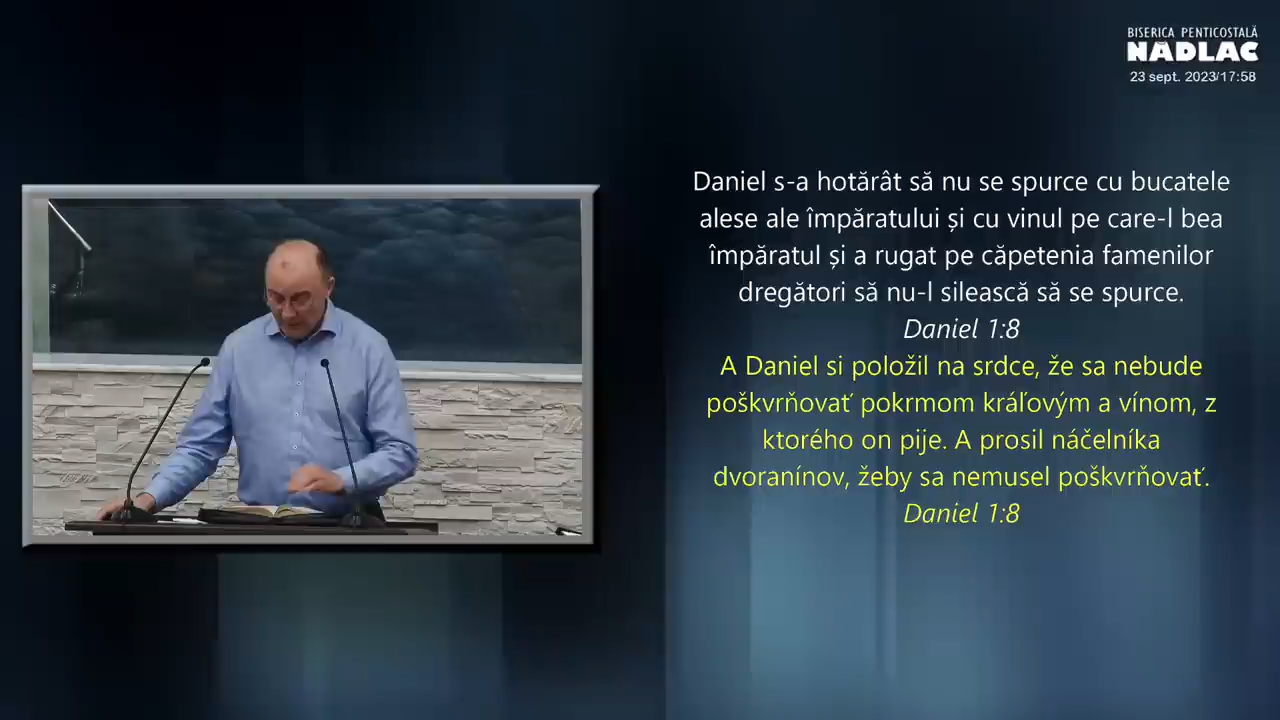 BISERICA PENTICOSTALĂ
NĂDLAC
23 sept. 2023/17:58
Daniel s-a hotărât să nu se spurce cu bucatele
alese ale împăratului și cu vinul pe care-l bea
împăratul și a rugat pe căpetenia famenilor
dregători să nu-l silească să se spurce.
Daniel 1:8
A Daniel si položil na srdce, že sa nebude
poškvrňovať pokrmom kráľovým a vínom, z
ktorého on pije. A prosil náčelníka
dvoranínov, žeby sa nemusel poškvrňovať.
Daniel 1:8